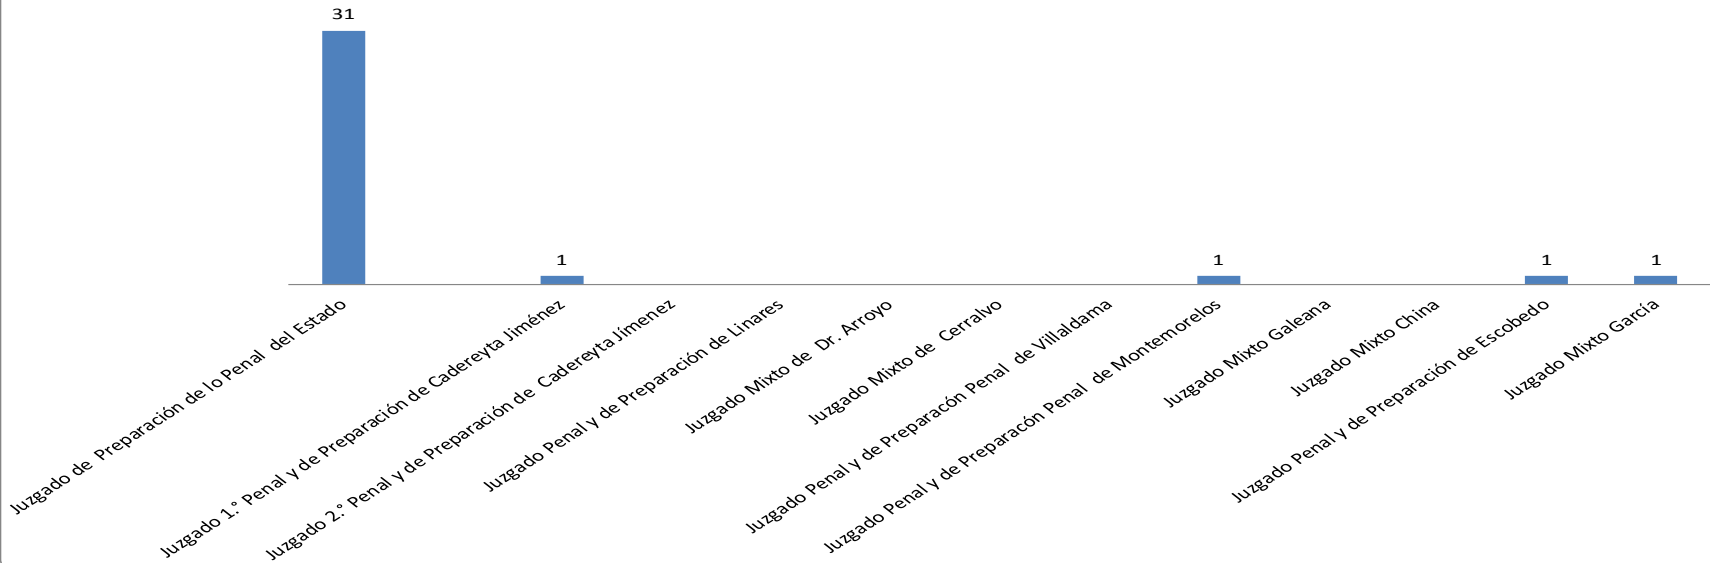 31
1
1
1
1
Juzgado de Preparación de lo Penal del Estado
Juzgado 1.° Penal y de Preparación de Cadereyta Jiménez
Juzgado 2.° Penal y de Preparación de Cadereyta Jímenez
Juzgado Penal y de Preparación de Linares
Juzgado Mixto de Dr. Arroyo
Juzgado Mixto de Cerralvo
Juzgado Penal y de Preparacón Penal de Villaldama
Juzgado Penal y de Preparacón Penal de Montemorelos
Juzgado Mixto Galeana
Juzgado Mixto China
Juzgado Penal y de Preparación de Escobedo
Juzgado Mixto García